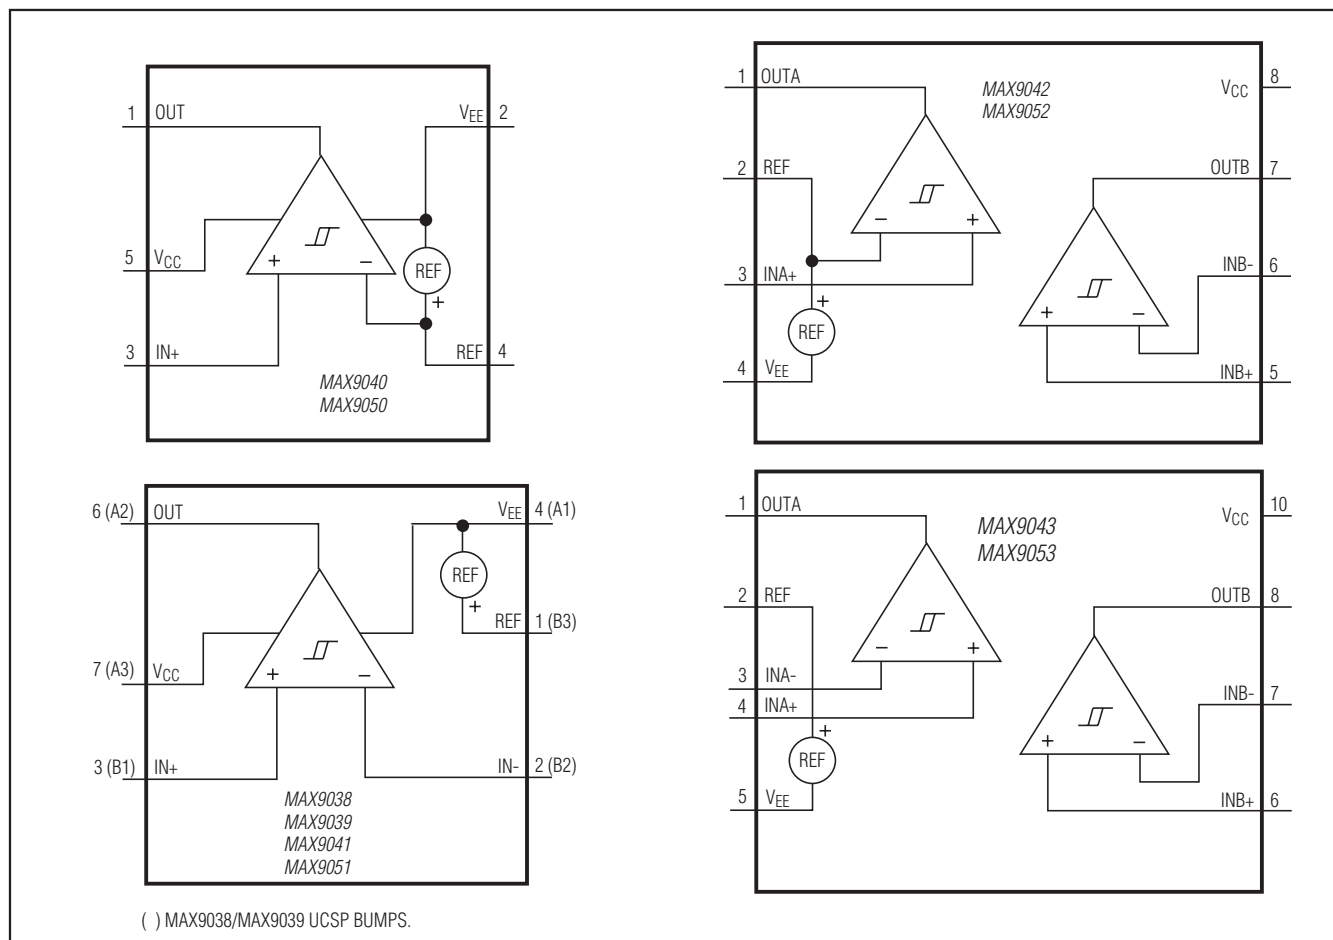 1 OUT
VEE 2
5 VCC
+ −
REF
+
3 IN+
REF 4
MAX9040
MAX9050
1 OUTA
MAX9042
MAX9052
VCC 8
2 REF
OUTB 7
− +
3 INA+
INB- 6
+
REF
+ −
4 VEE
INB+ 5
6 (A2) OUT
VEE 4 (A1)
REF
+
REF 1 (B3)
7 (A3) VCC
+ −
3 (B1) IN+
IN- 2 (B2)
MAX9038
MAX9039
MAX9041
MAX9051
1 OUTA
MAX9043
MAX9053
VCC 10
2 REF
OUTB 8
− +
3 INA-
4 INA+
INB- 7
+
REF
+ −
5 VEE
INB+ 6
( ) MAX9038/MAX9039 UCSP BUMPS.